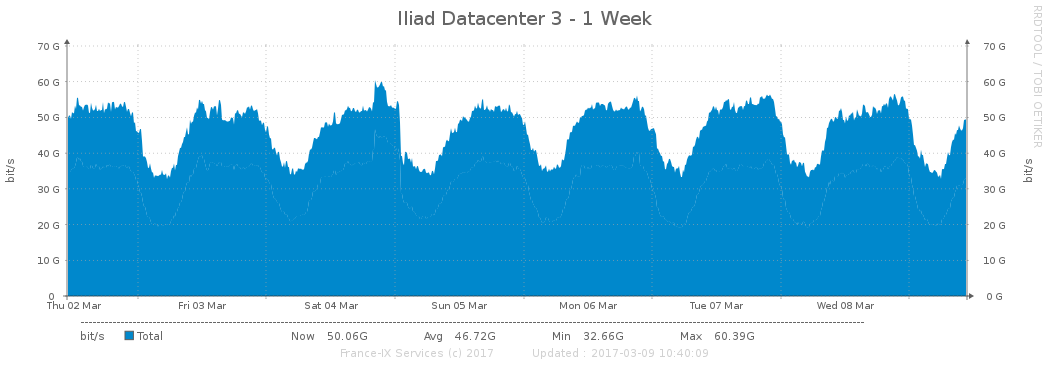 Iliad Datacenter 3 - 1 Week
RRDTOOL / TOBI OETIKER
bit/s
70 G 70 G
60 G 60 G
50 G 50 G
40 G 40 G
30 G 30 G
20 G 20 G
10 G 10 G
0 0 G
bit/s
Thu 02 Mar Fri 03 Mar Sat 04 Mar Sun 05 Mar Mon 06 Mar Tue 07 Mar Wed 08 Mar
bit/s Total Now 50.06G Avg 46.72G Min 32.66G Max 60.39G
France-IX Services (c) 2017 Updated : 2017-03-09 10:40:09